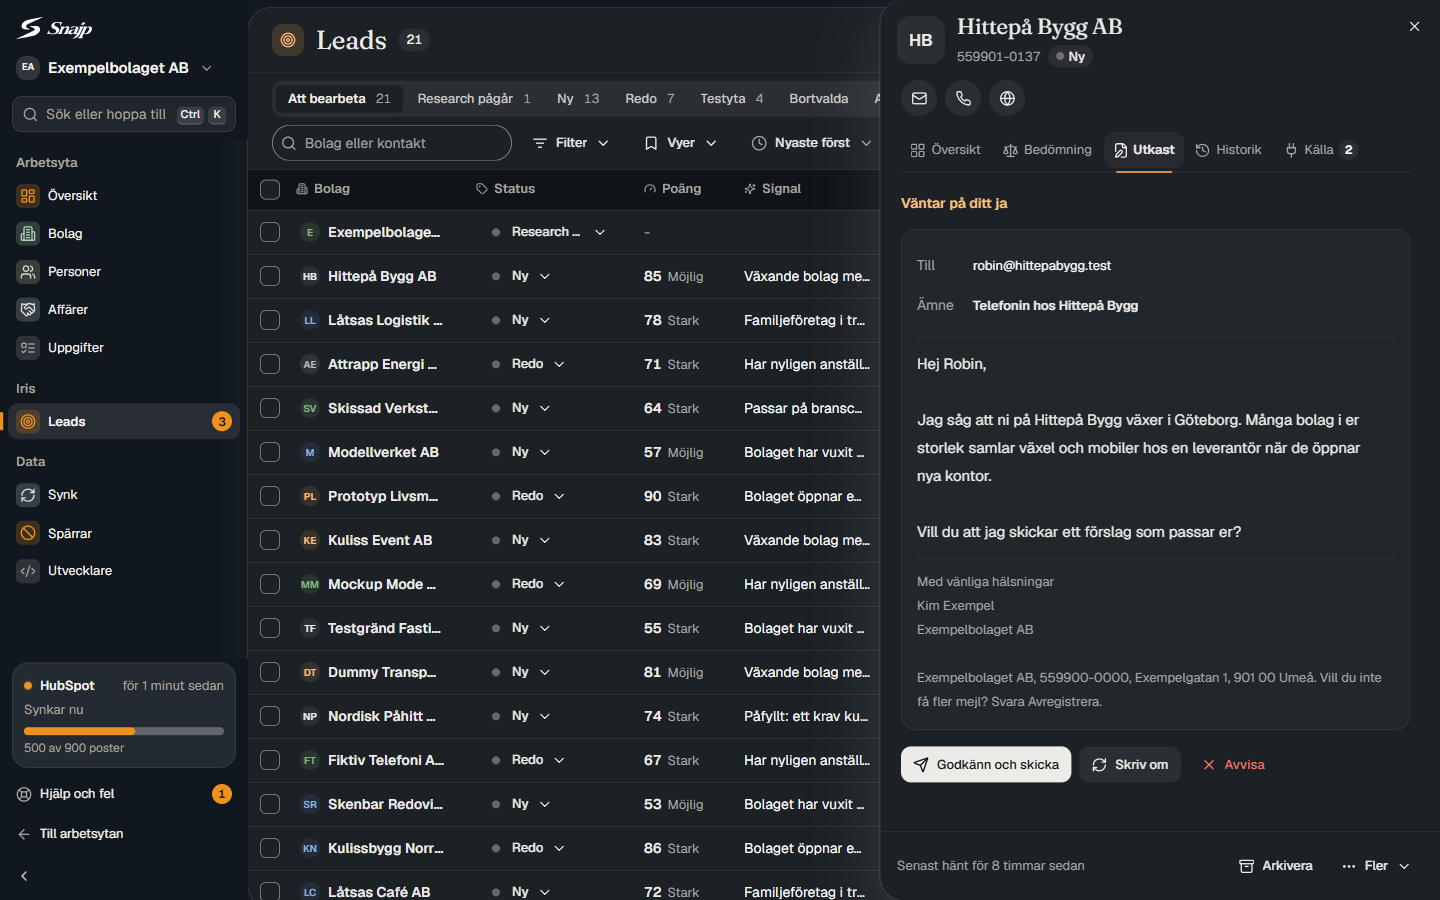 Snajp
EA Exempelbolaget AB
Sök eller hoppa till Ctrl K
Arbetsyta
Översikt
Bolag
Personer
Affärer
Uppgifter
Iris
Leads 3
Data
Synk
Spärrar
Utvecklare
HubSpot för 1 minut sedan
Synkar nu
500 av 900 poster
Hjälp och fel 1
Till arbetsytan
Leads 21
Att bearbeta 21 Research pågår 1 Ny 13 Redo 7 Testyta 4 Bortvalda A
Bolag eller kontakt Filter Vyer Nyaste först
Bolag Status Poäng Signal
E Exempelbolage... Research ... -
HB Hittepå Bygg AB Ny 85 Möjlig Växande bolag me...
LL Låtsas Logistik ... Ny 78 Stark Familjeföretag i tr...
AE Attrapp Energi ... Redo 71 Stark Har nyligen anställ...
SV Skissad Verkst... Ny 64 Stark Passar på bransc...
M Modellverket AB Ny 57 Möjlig Bolaget har vuxit ...
PL Prototyp Livsm... Redo 90 Stark Bolaget öppnar e...
KE Kuliss Event AB Ny 83 Stark Växande bolag me...
MM Mockup Mode ... Redo 69 Möjlig Har nyligen anställ...
TF Testgränd Fasti... Ny 55 Stark Bolaget har vuxit ...
DT Dummy Transp... Ny 81 Möjlig Växande bolag me...
NP Nordisk Påhitt ... Ny 74 Stark Påfyllt: ett krav ku...
FT Fiktiv Telefoni A... Redo 67 Stark Har nyligen anställ...
SR Skenbar Redovi... Ny 53 Möjlig Bolaget har vuxit ...
KN Kulissbygg Norr... Redo 86 Stark Bolaget öppnar e...
LC Låtsas Café AB Ny 72 Stark Familjeföretag i tr...
HB Hittepå Bygg AB
559901-0137 Ny
Översikt Bedömning Utkast Historik Källa 2
Väntar på ditt ja
Till robin@hittepabygg.test
Ämne Telefonin hos Hittepå Bygg
Hej Robin,
Jag såg att ni på Hittepå Bygg växer i Göteborg. Många bolag i er
storlek samlar växel och mobiler hos en leverantör när de öppnar
nya kontor.
Vill du att jag skickar ett förslag som passar er?
Med vänliga hälsningar
Kim Exempel
Exempelbolaget AB
Exempelbolaget AB, 559900-0000, Exempelgatan 1, 901 00 Umeå. Vill du inte
få fler mejl? Svara Avregistrera.
Godkänn och skicka Skriv om Avvisa
Senast hänt för 8 timmar sedan Arkivera Fler